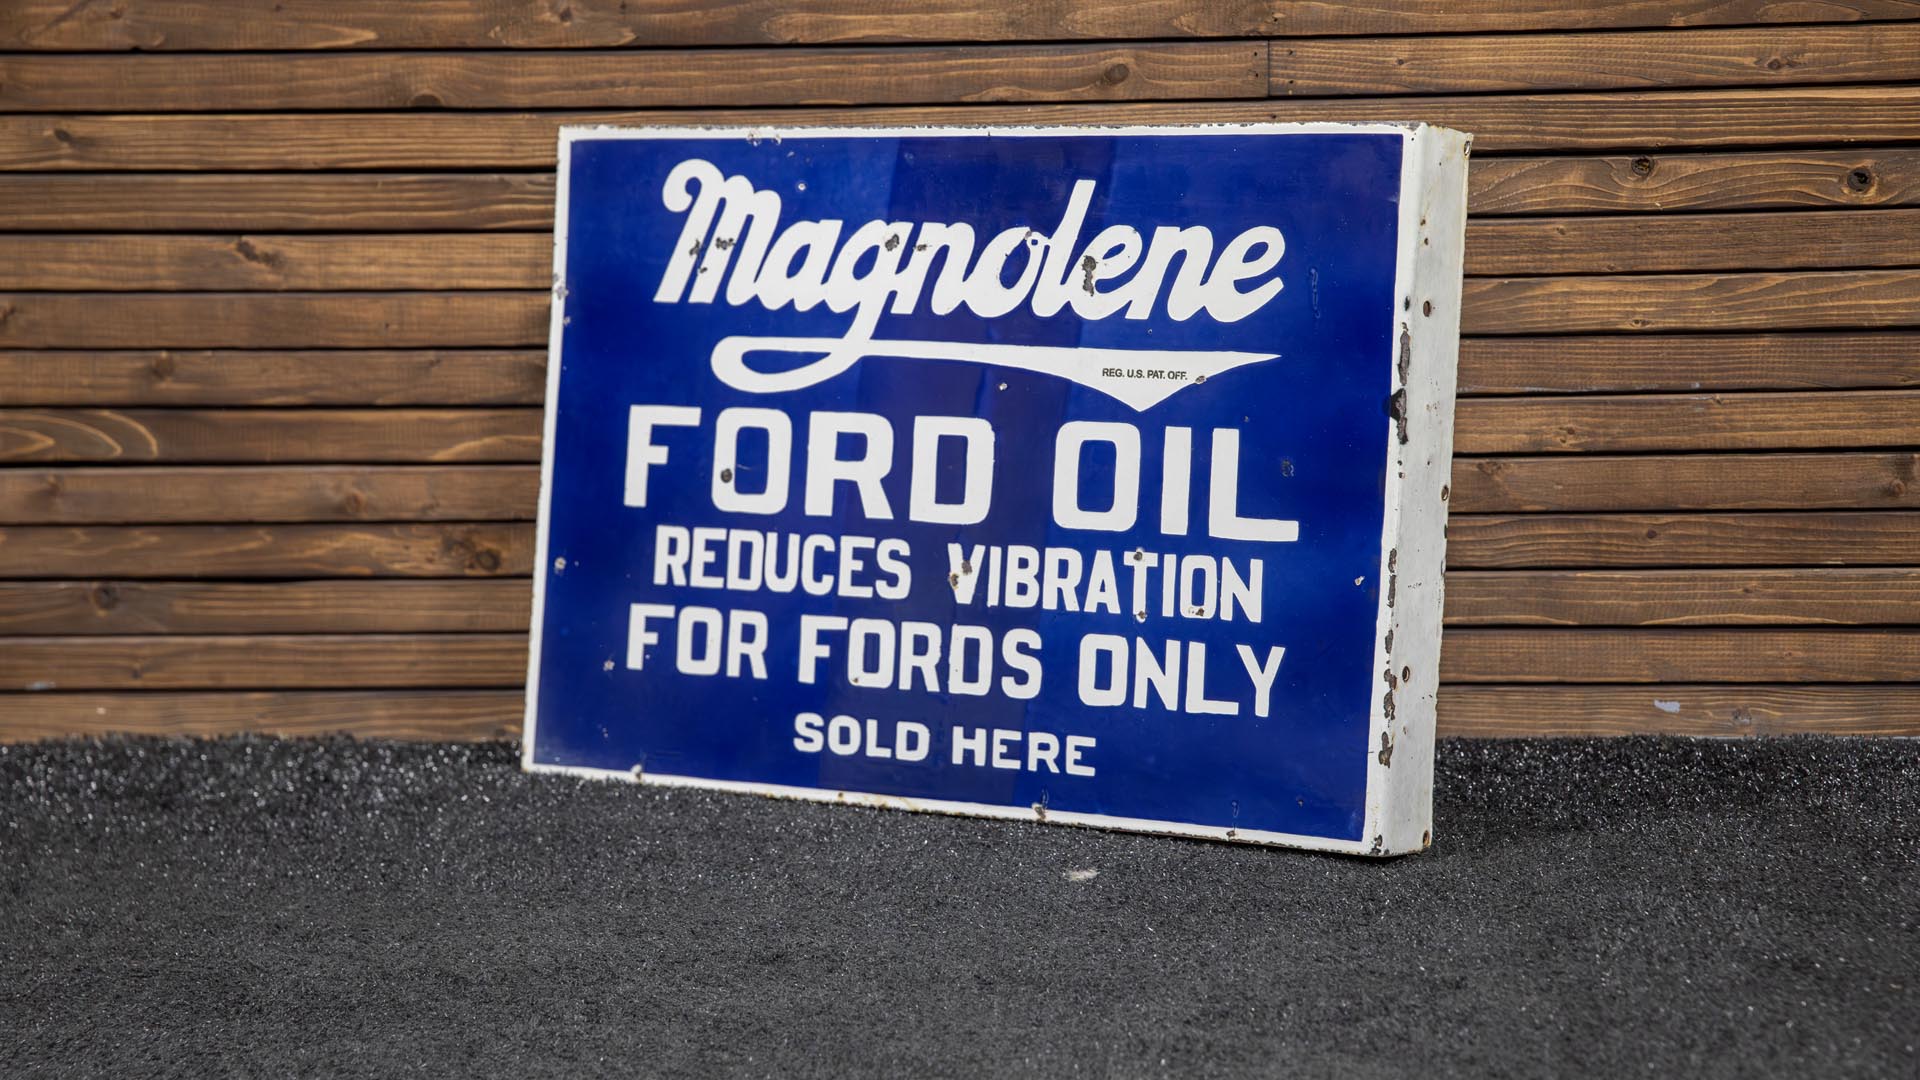 Magnolene
REG. U.S. PAT. OFF.
FORD OIL
REDUCES VIBRATION
FOR FORDS ONLY
SOLD HERE